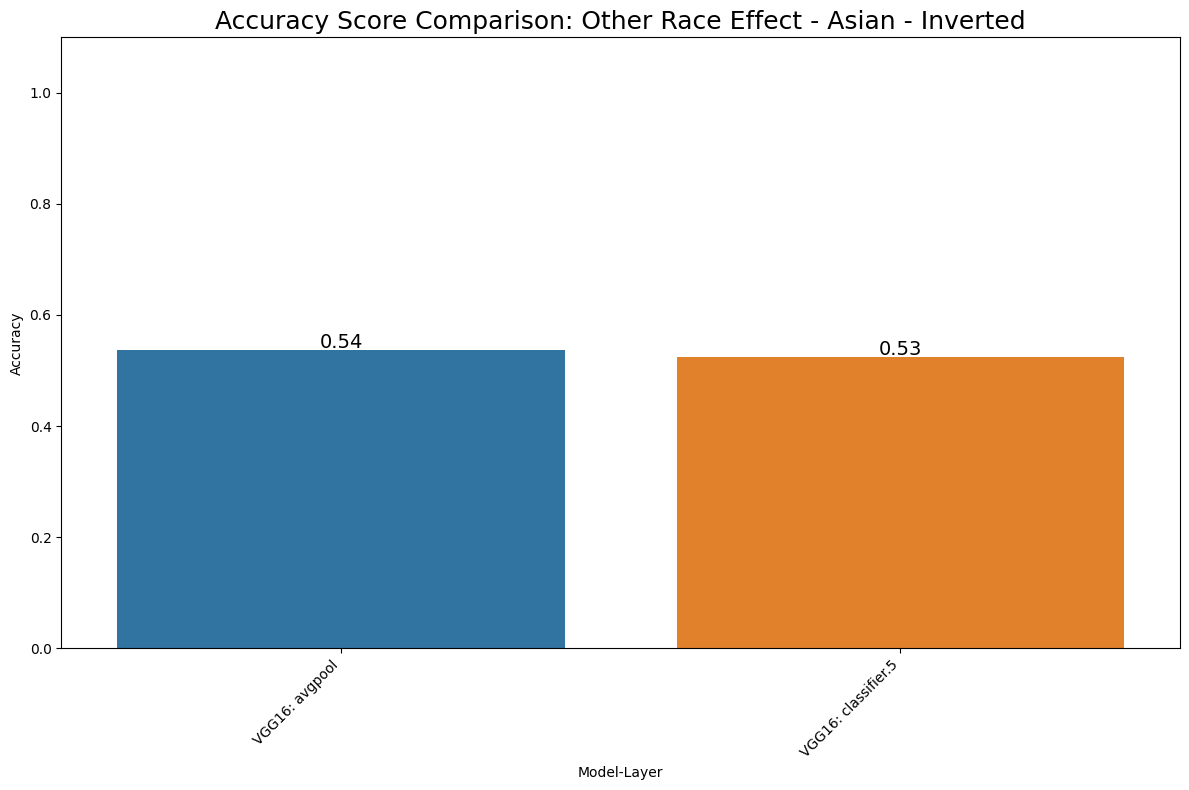 Accuracy Score Comparison: Other Race Effect - Asian - Inverted
1.0
0.8
0.6
0.4
0.2
0.0
Accuracy
0.54
0.53
VGG16: avgpool
VGG16: classifier.5
Model-Layer